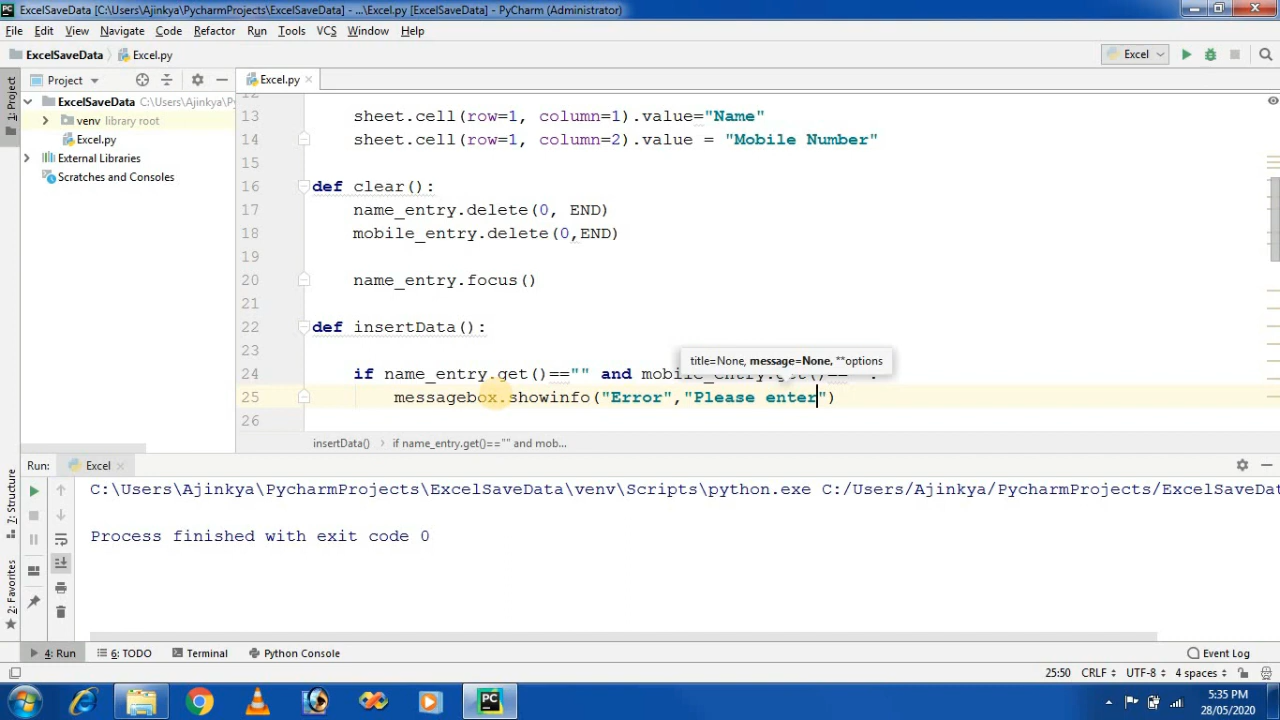 ExcelSaveData [C:\Users\Ajinkya\PycharmProjects\ExcelSaveData] - ...\Excel.py [ExcelSaveData] - PyCharm (Administrator)
File Edit View Navigate Code Refactor Run Tools VCS Window Help
ExcelSaveData Excel.py Excel
1: Project
Project
Excel.py
ExcelSaveData C:\Users\Ajinkya\P
venv library root
Excel.py
External Libraries
Scratches and Consoles
13 sheet.cell(row=1, column=1).value="Name"
14 sheet.cell(row=1, column=2).value = "Mobile Number"
15
16 def clear():
17 name_entry.delete(0, END)
18 mobile_entry.delete(0,END)
19
20 name_entry.focus()
21
22 def insertData():
23
title=None, message=None, **options
24 if name_entry.get()=="" and mobile_entry.get()==
25 messagebox.showinfo("Error","Please enter")
26
insertData() if name_entry.get()=="" and mob...
Run: Excel
C:\Users\Ajinkya\PycharmProjects\ExcelSaveData\venv\Scripts\python.exe C:/Users/Ajinkya/PycharmProjects/ExcelSaveDat
Process finished with exit code 0
7: Structure
2: Favorites
4: Run 6: TODO Terminal Python Console Event Log
25:50 CRLF UTF-8 4 spaces
PC
5:35 PM
28/05/2020